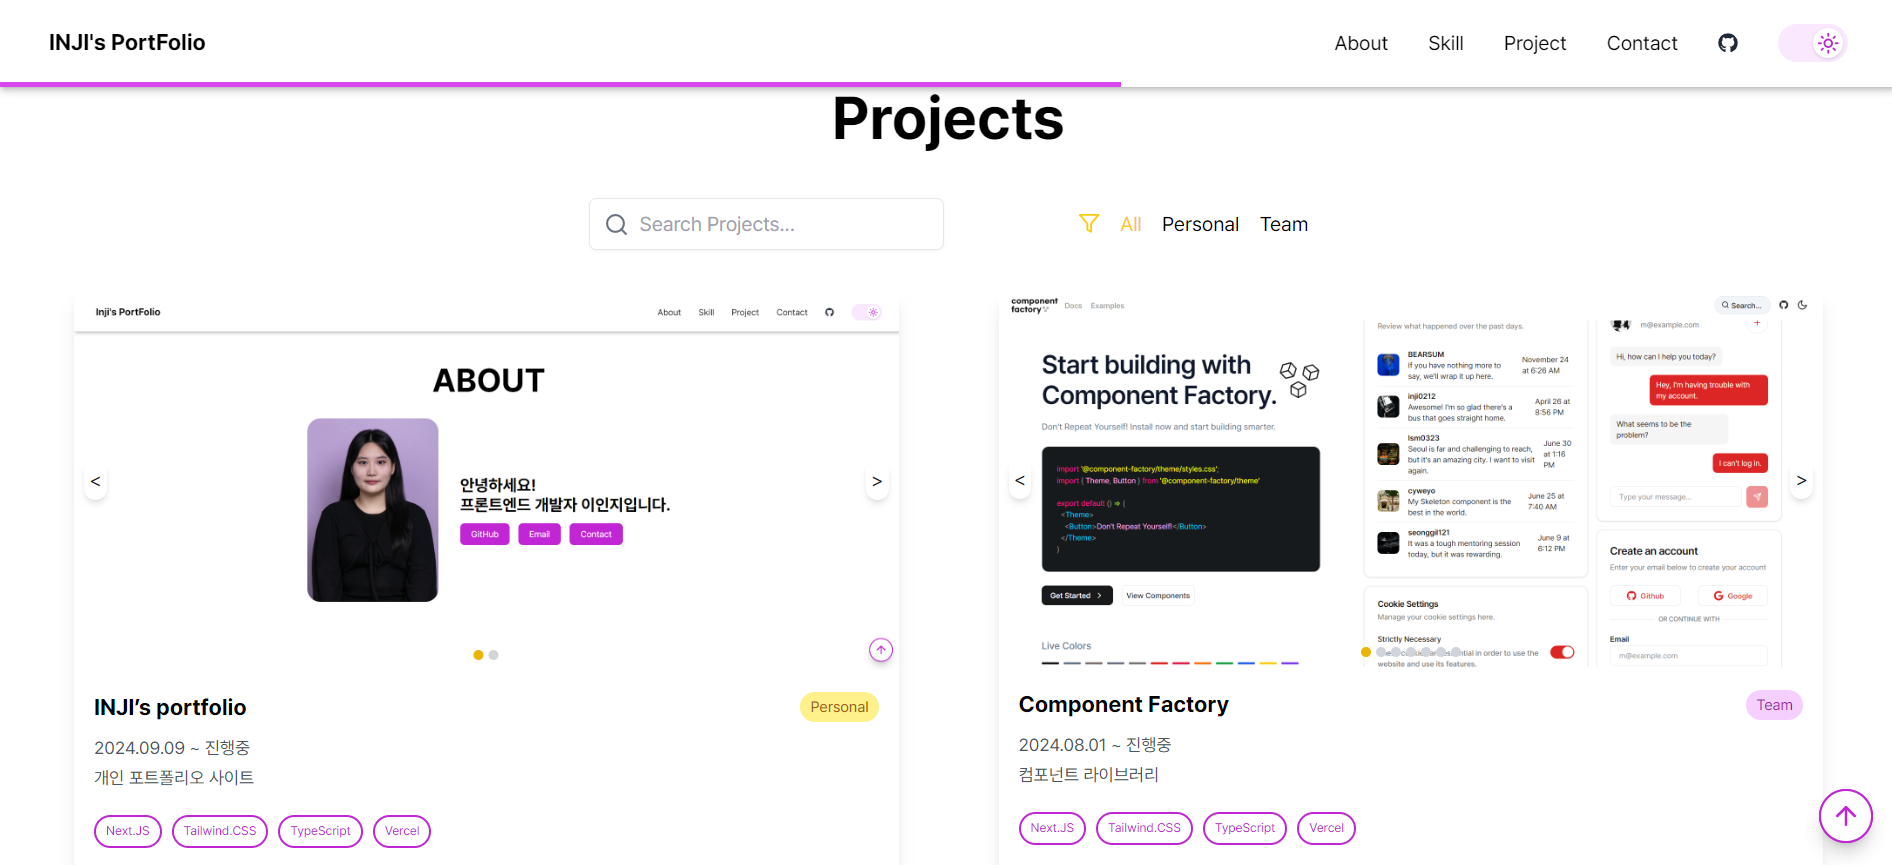 INJI's PortFolio
About
Skill
Project
Contact
Projects
Search Projects...
All
Personal
Team
Inji's PortFolio
About
Skill
Project
Contact
ABOUT
안녕하세요!
프론트엔드 개발자 이인지입니다.
GitHub
Email
Contact
<
>
INJI’s portfolio
Personal
2024.09.09 ~ 진행중
개인 포트폴리오 사이트
Next.JS
Tailwind.CSS
TypeScript
Vercel
component
factory
Docs
Examples
Search...
Start building with
Component Factory.
Don't Repeat Yourself! Install now and start building smarter.
import '@component-factory/theme/styles.css';
import { Theme, Button } from '@component-factory/theme'
export default () => (
<Theme>
<Button>Don't Repeat Yourself!</Button>
</Theme>
)
Get Started >
View Components
Live Colors
<
Review what happened over the past days.
BEARSUM
If you have nothing more to
say, we'll wrap it up here.
November 24
at 6:26 AM
inji0212
Awesome! I'm so glad there's a
bus that goes straight home.
April 26 at
8:56 PM
lsm0323
Seoul is far and challenging to reach,
but it's an amazing city. I want to visit
again.
June 30
at 1:16
PM
cyweyo
My Skeleton component is the
best in the world.
June 25 at
7:40 AM
seonggil121
It was a tough mentoring session
today, but it was rewarding.
June 9 at
6:12 PM
Cookie Settings
Manage your cookie settings here.
Strictly Necessary
in order to use the
website and use its features.
m@example.com
+
Hi, how can I help you today?
Hey, I'm having trouble with
my account.
What seems to be the
problem?
I can't log in.
Type your message...
Create an account
Enter your email below to create your account
Github
Google
OR CONTINUE WITH
Email
m@example.com
>
Component Factory
Team
2024.08.01 ~ 진행중
컴포넌트 라이브러리
Next.JS
Tailwind.CSS
TypeScript
Vercel